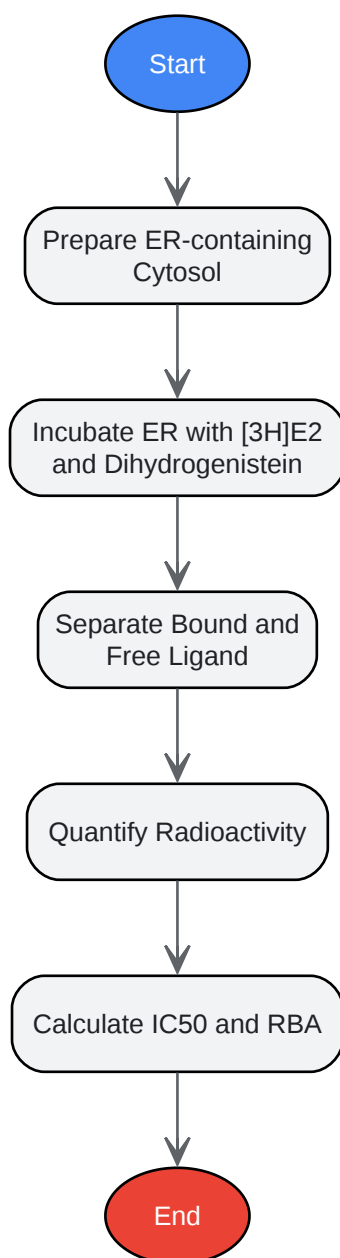 Start
Prepare ER-containing
Cytosol
Incubate ER with [3H]E2
and Dihydrogenistein
Separate Bound and
Free Ligand
Quantify Radioactivity
Calculate IC50 and RBA
End